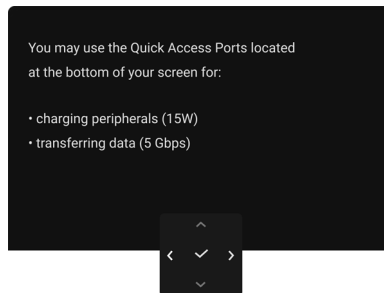 You may use the Quick Access Ports located
at the bottom of your screen for:
• charging peripherals (15W)
• transferring data (5 Gbps)